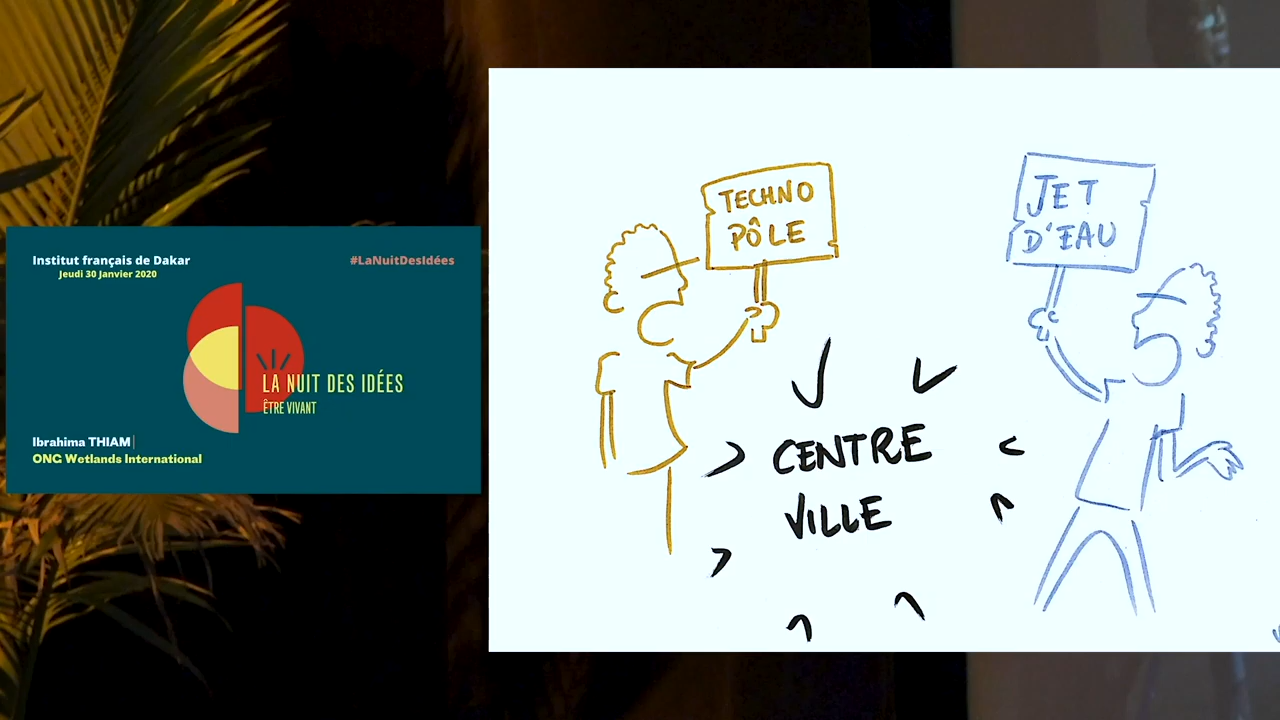 Institut français de Dakar
Jeudi 30 Janvier 2020
#LaNuitDesIdées
LA NUIT DES IDÉES
ÊTRE VIVANT
Ibrahima THIAM
ONG Wetlands International
TECHNO
PÔLE
JET
D'EAU
CENTRE
VILLE